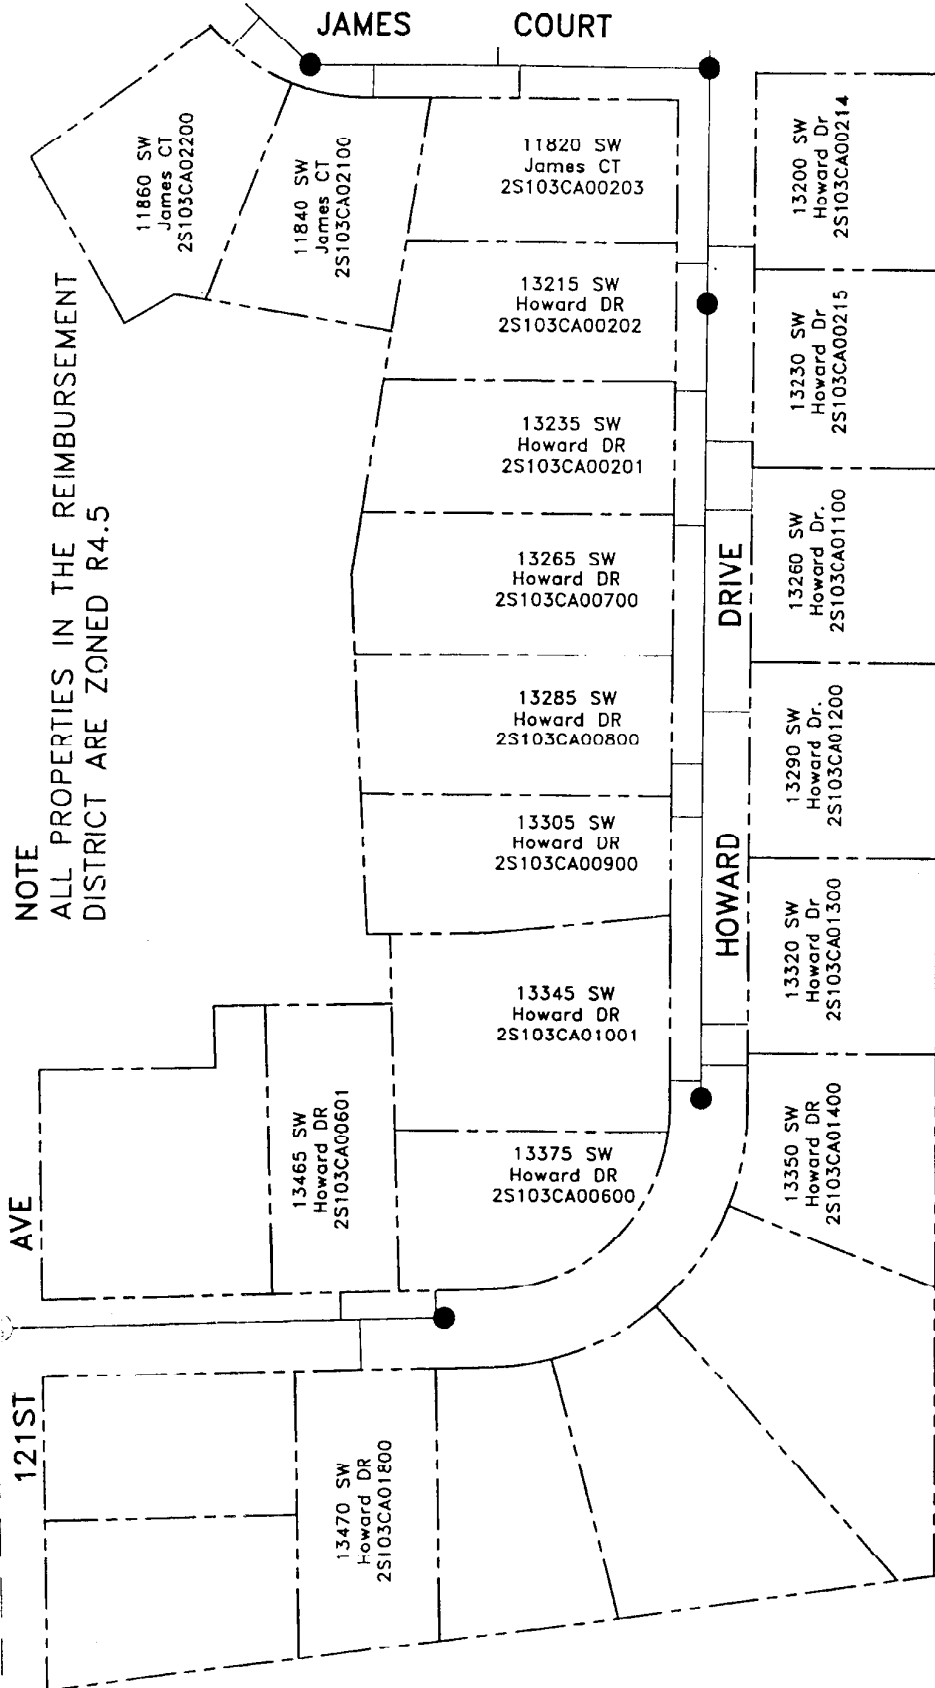 JAMES COURT
11860 SW
James CT
2S103CA02200
11840 SW
James CT
2S103CA02100
11820 SW
James CT
2S103CA00203
13200 SW
Howard Dr
2S103CA00214
13215 SW
Howard DR
2S103CA00202
13230 SW
Howard Dr
2S103CA00215
13235 SW
Howard DR
2S103CA00201
13265 SW
Howard DR
2S103CA00700
13260 SW
Howard Dr.
2S103CA01100
13285 SW
Howard DR
2S103CA00800
13290 SW
Howard Dr.
2S103CA01200
13305 SW
Howard DR
2S103CA00900
13320 SW
Howard Dr
2S103CA01300
13345 SW
Howard DR
2S103CA01001
13350 SW
Howard DR
2S103CA01400
13375 SW
Howard DR
2S103CA00600
13465 SW
Howard DR
2S103CA00601
13470 SW
Howard DR
2S103CA01800
HOWARD DRIVE
121ST AVE
NOTE
ALL PROPERTIES IN THE REIMBURSEMENT
DISTRICT ARE ZONED R4.5